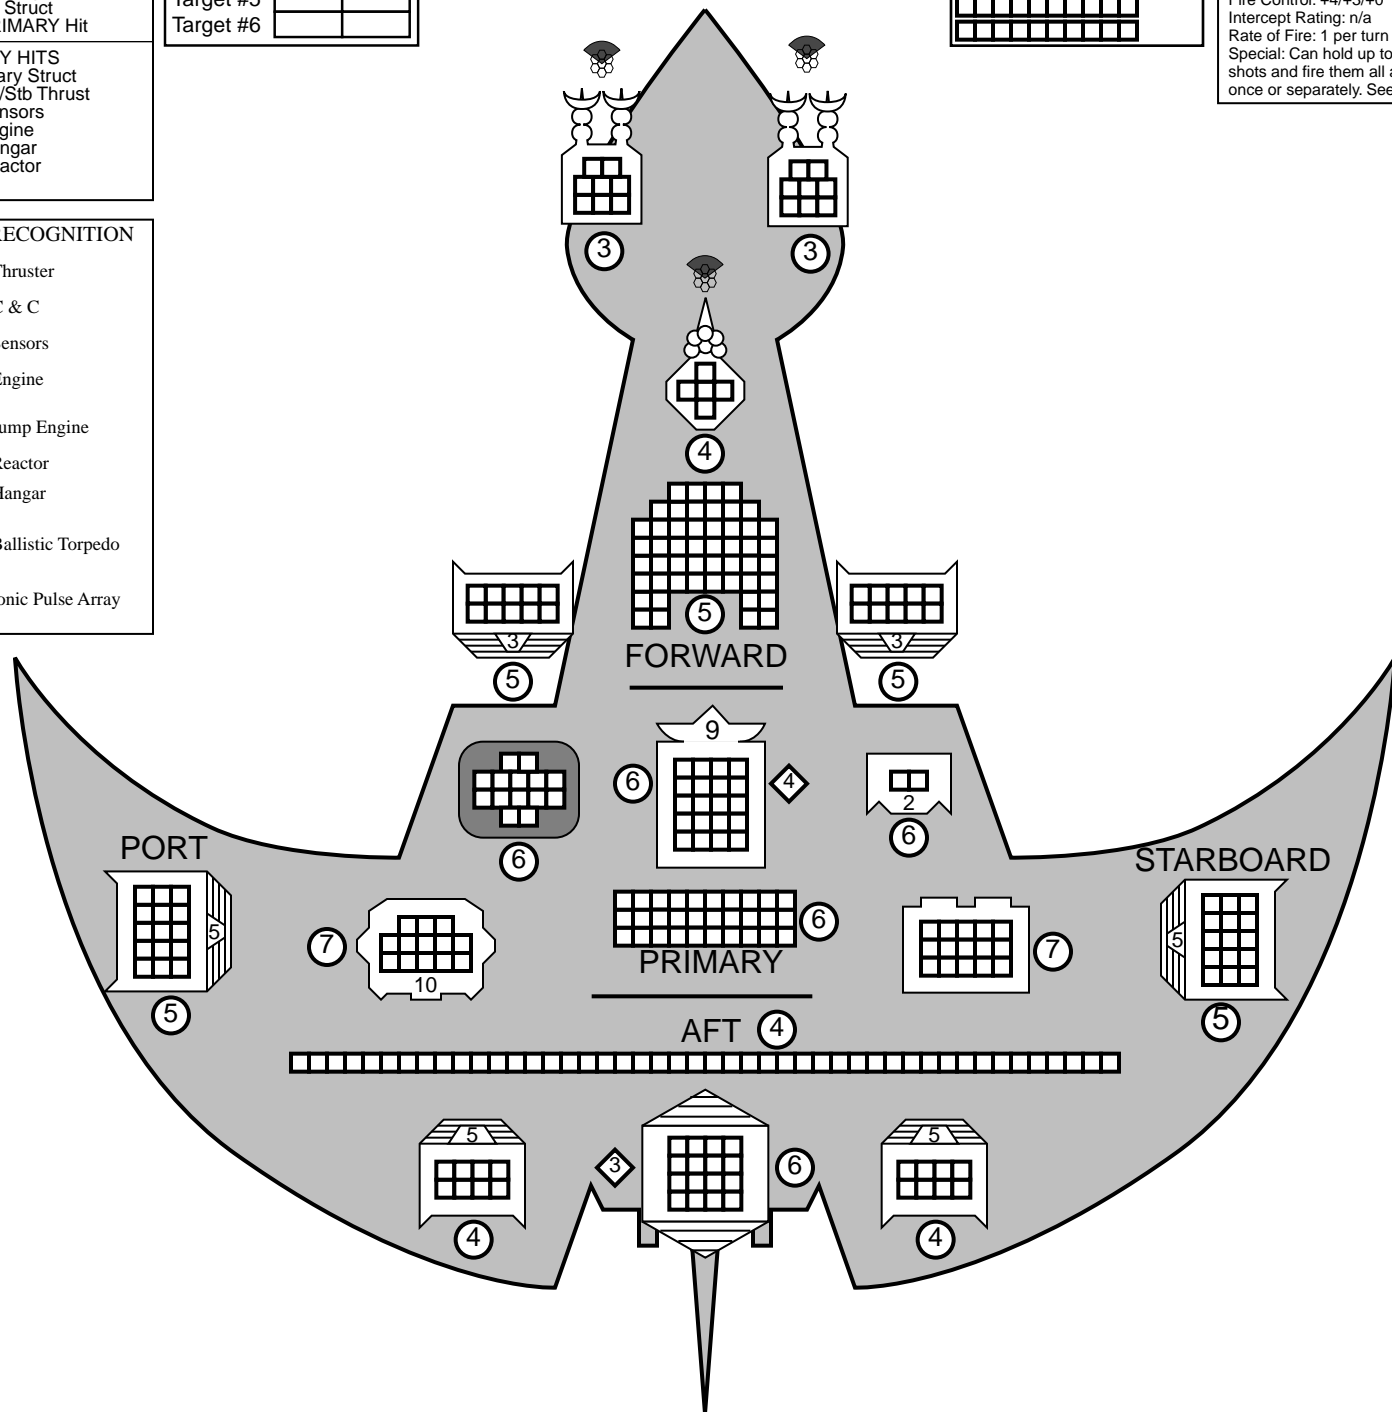 Struct
RIMARY Hit
Y HITS
ary Struct
/Stb Thrust
nsors
gine
ngar
actor
Target #5
Target #6
Fire Control: +4/+3/+0
Intercept Rating: n/a
Rate of Fire: 1 per turn
Special: Can hold up to
shots and fire them all a
once or separately. See
RECOGNITION
Thruster
C & C
Sensors
Engine
ump Engine
Reactor
Hangar
Ballistic Torpedo
onic Pulse Array
3
3
4
5
3
3
FORWARD
5
5
9
6
4
2
6
6
PORT
STARBOARD
5
7
10
6
7
5
PRIMARY
5
5
AFT
4
5
5
3
6
4
4